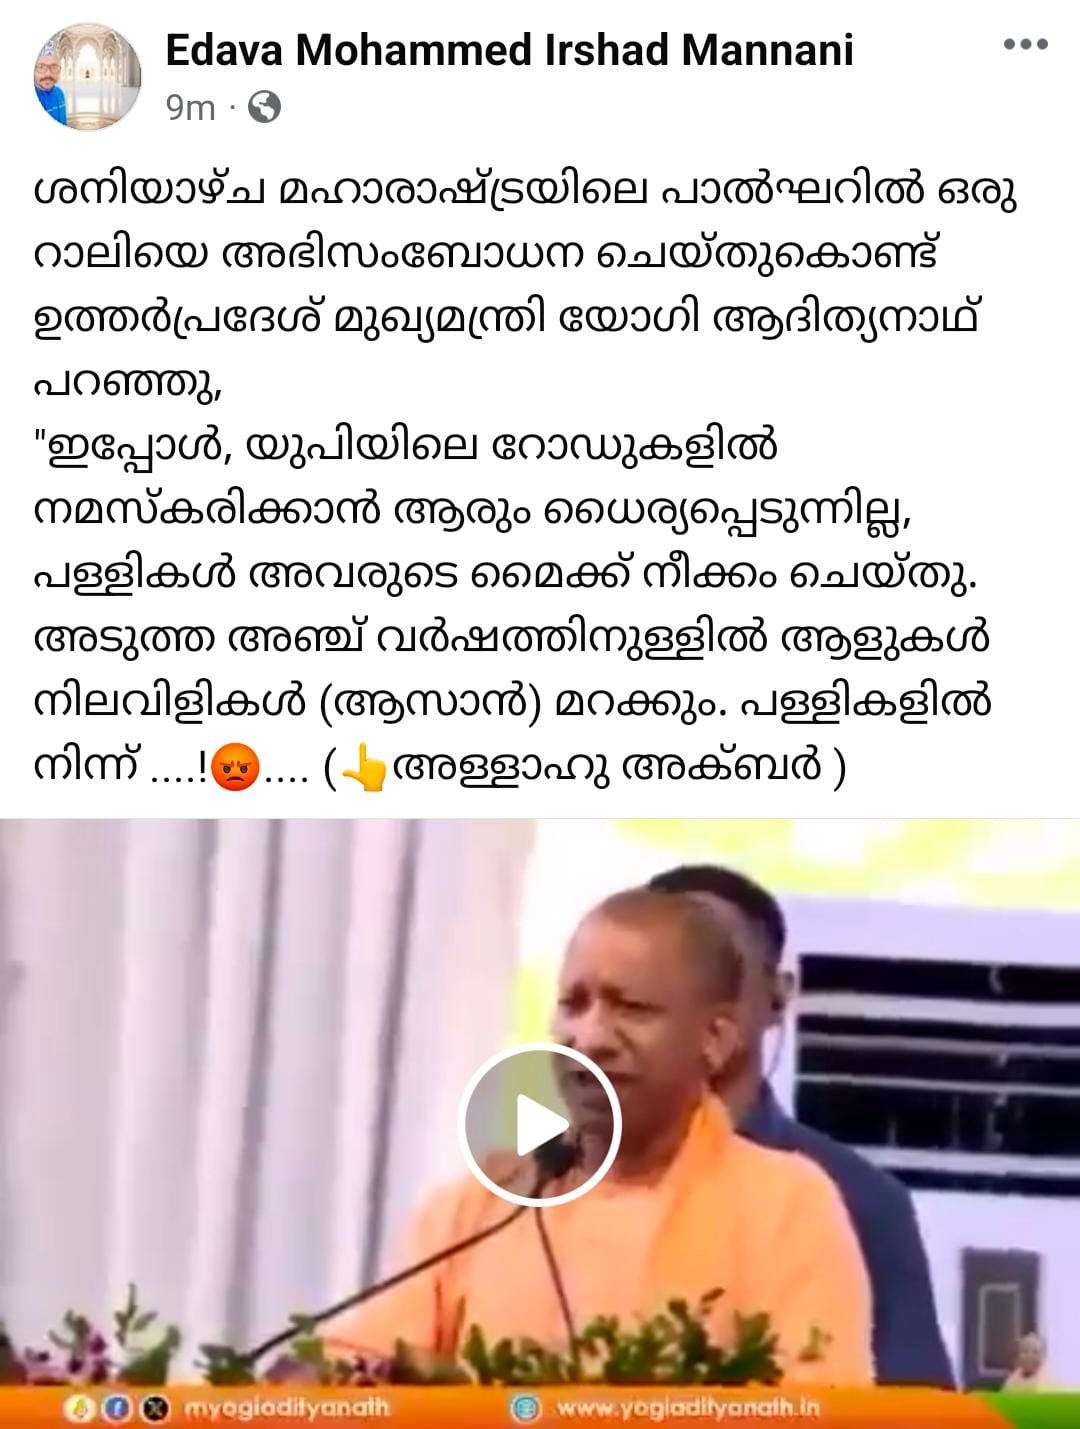 Edava Mohammed Irshad Mannani
9m ·
ശനിയാഴ്ച മഹാരാഷ്ട്രയിലെ പാൽഘറിൽ ഒരു
റാലിയെ അഭിസംബോധന ചെയ്തുകൊണ്ട്
ഉത്തർപ്രദേശ് മുഖ്യമന്ത്രി യോഗി ആദിത്യനാഥ്
പറഞ്ഞു,
"ഇപ്പോൾ, യുപിയിലെ റോഡുകളിൽ
നമസ്കരിക്കാൻ ആരും ധൈര്യപ്പെടുന്നില്ല,
പള്ളികൾ അവരുടെ മൈക്ക് നീക്കം ചെയ്തു.
അടുത്ത അഞ്ച് വർഷത്തിനുള്ളിൽ ആളുകൾ
നിലവിളികൾ (ആസാൻ) മറക്കും. പള്ളികളിൽ
നിന്ന് ....!😡.... (👆അള്ളാഹു അക്ബർ )
myogiadityanath www.yogiadityanath.in